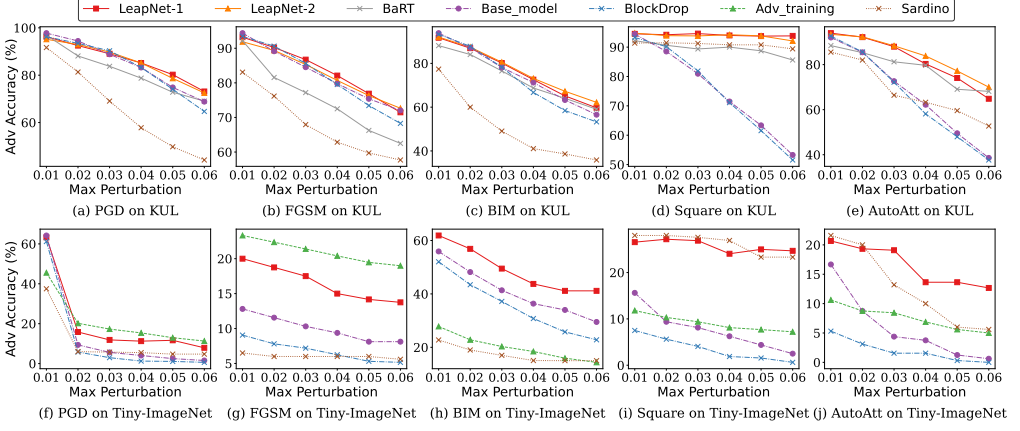 LeapNet-1 LeapNet-2 BaRT Base_model BlockDrop Adv_training Sardino
Adv Accuracy (%)
100
80
60
0.01 0.02 0.03 0.04 0.05 0.06
Max Perturbation
(a) PGD on KUL
90
80
70
60
0.01 0.02 0.03 0.04 0.05 0.06
Max Perturbation
(b) FGSM on KUL
80
60
40
0.01 0.02 0.03 0.04 0.05 0.06
Max Perturbation
(c) BIM on KUL
90
80
70
60
50
0.01 0.02 0.03 0.04 0.05 0.06
Max Perturbation
(d) Square on KUL
80
60
40
0.01 0.02 0.03 0.04 0.05 0.06
Max Perturbation
(e) AutoAtt on KUL
Adv Accuracy (%)
60
40
20
0
0.01 0.02 0.03 0.04 0.05 0.06
Max Perturbation
(f) PGD on Tiny-ImageNet
25
20
15
10
5
0.01 0.02 0.03 0.04 0.05 0.06
Max Perturbation
(g) FGSM on Tiny-ImageNet
60
40
20
0.01 0.02 0.03 0.04 0.05 0.06
Max Perturbation
(h) BIM on Tiny-ImageNet
30
20
10
0
0.01 0.02 0.03 0.04 0.05 0.06
Max Perturbation
(i) Square on Tiny-ImageNet
20
15
10
5
0
0.01 0.02 0.03 0.04 0.05 0.06
Max Perturbation
(j) AutoAtt on Tiny-ImageNet